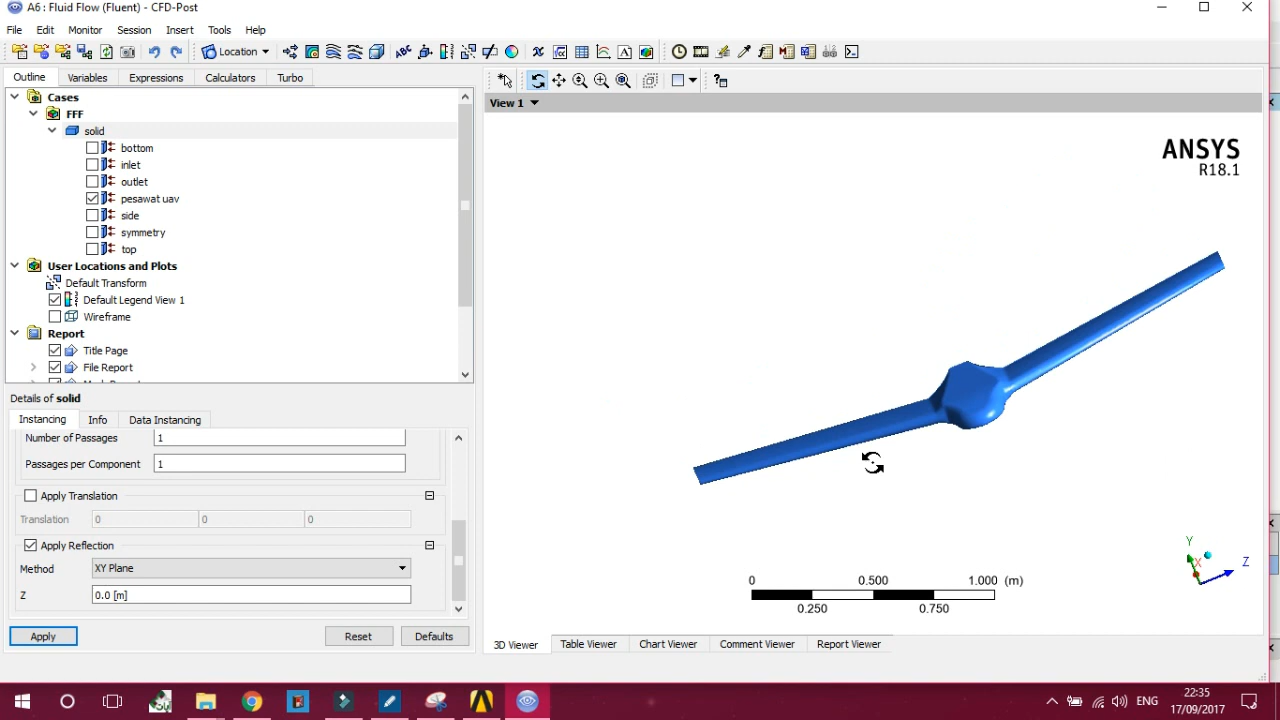 A6 : Fluid Flow (Fluent) - CFD-Post
File Edit Monitor Session Insert Tools Help
Location
Outline Variables Expressions Calculators Turbo
Cases
FFF
solid
bottom
inlet
outlet
pesawat uav
side
symmetry
top
User Locations and Plots
Default Transform
Default Legend View 1
Wireframe
Report
Title Page
File Report
Details of solid
Instancing Info Data Instancing
Number of Passages 1
Passages per Component 1
Apply Translation
Translation 0 0 0
Apply Reflection
Method XY Plane
Z 0.0 [m]
Apply Reset Defaults
View 1
ANSYS
R18.1
Y
X
Z
0 0.500 1.000 (m)
0.250 0.750
3D Viewer Table Viewer Chart Viewer Comment Viewer Report Viewer
ENG
22:35
17/09/2017